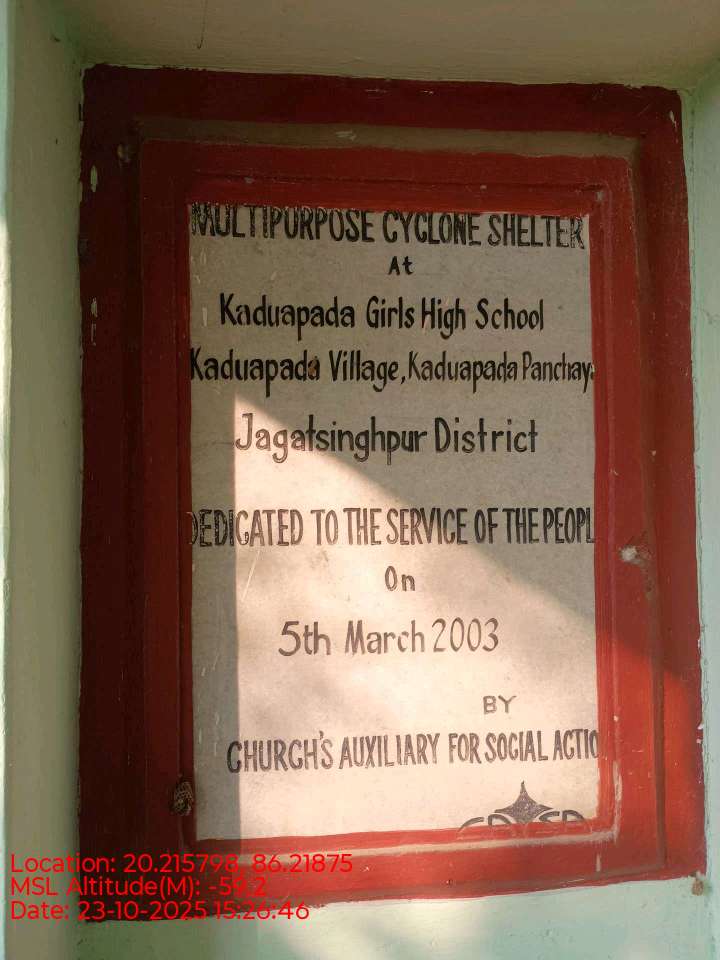 MULTIPURPOSE CYCLONE SHELTER
At
Kaduapada Girls High School
Kaduapada Village, Kaduapada Panchay
Jagatsinghpur District
DEDICATED TO THE SERVICE OF THE PEOPL
On
5th March 2003
BY
CHURCH'S AUXILIARY FOR SOCIAL ACTIO
Location: 20.215798, 86.21875
MSL Altitude(M): -59.2
Date: 23-10-2025 15:26:46